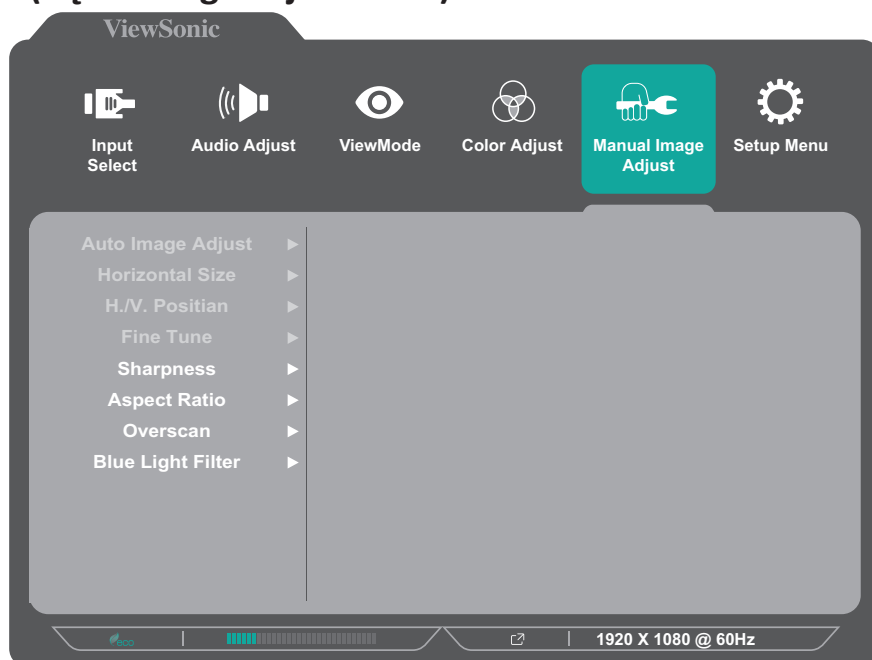 ViewSonic
Input
Select
Audio Adjust
ViewMode
Color Adjust
Manual Image
Adjust
Setup Menu
Auto Image Adjust
Horizontal Size
H./V. Positian
Fine Tune
Sharpness
Aspect Ratio
Overscan
Blue Light Filter
eco
1920 X 1080 @ 60Hz